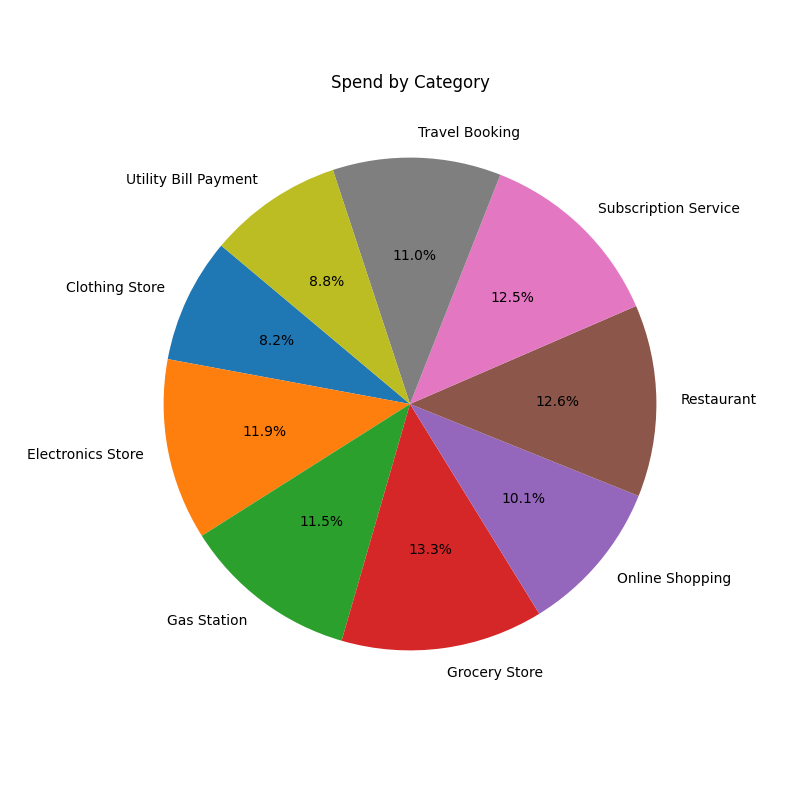 Spend by Category
Travel Booking
Utility Bill Payment
Subscription Service
11.0%
8.8%
12.5%
Clothing Store
8.2%
Restaurant
12.6%
11.9%
Electronics Store
10.1%
11.5%
13.3%
Online Shopping
Gas Station
Grocery Store